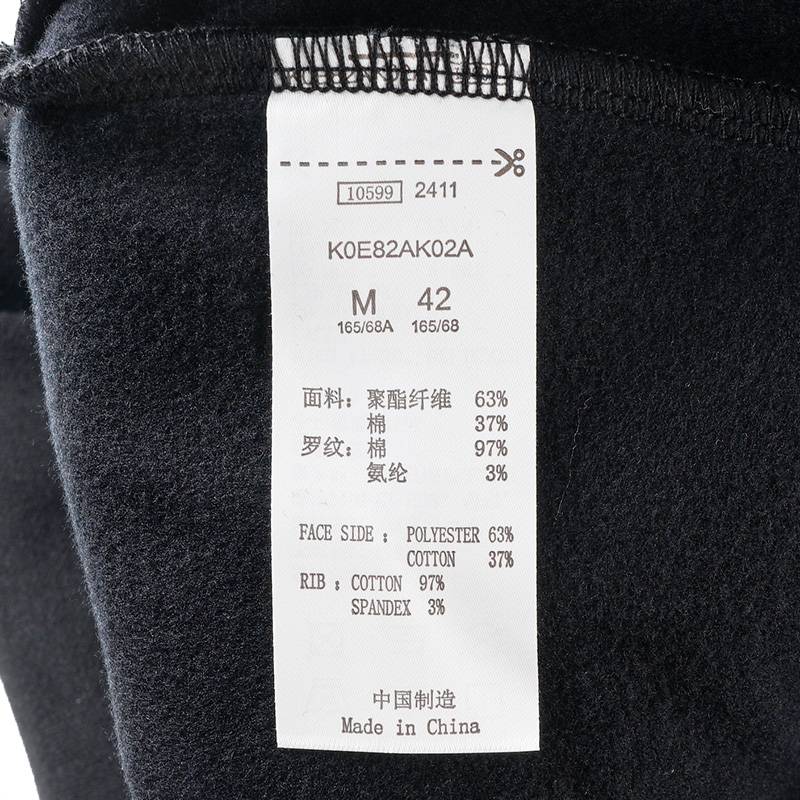 10599 2411
K0E82AK02A
M 42
165/68A 165/68
面料：聚酯纤维 63%
棉 37%
罗纹：棉 97%
氨纶 3%
FACE SIDE : POLYESTER 63%
COTTON 37%
RIB : COTTON 97%
SPANDEX 3%
中国制造
Made in China